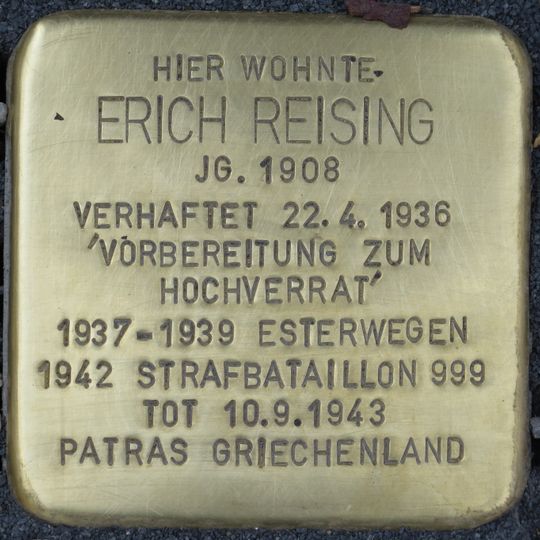 HIER WOHNTE
ERICH REISING
JG. 1908
VERHAFTET 22.4.1936
'VORBEREITUNG ZUM
HOCHVERRAT'
1937-1939 ESTERWEGEN
1942 STRAFBATAILLON 999
TOT 10.9.1943
PATRAS GRIECHENLAND